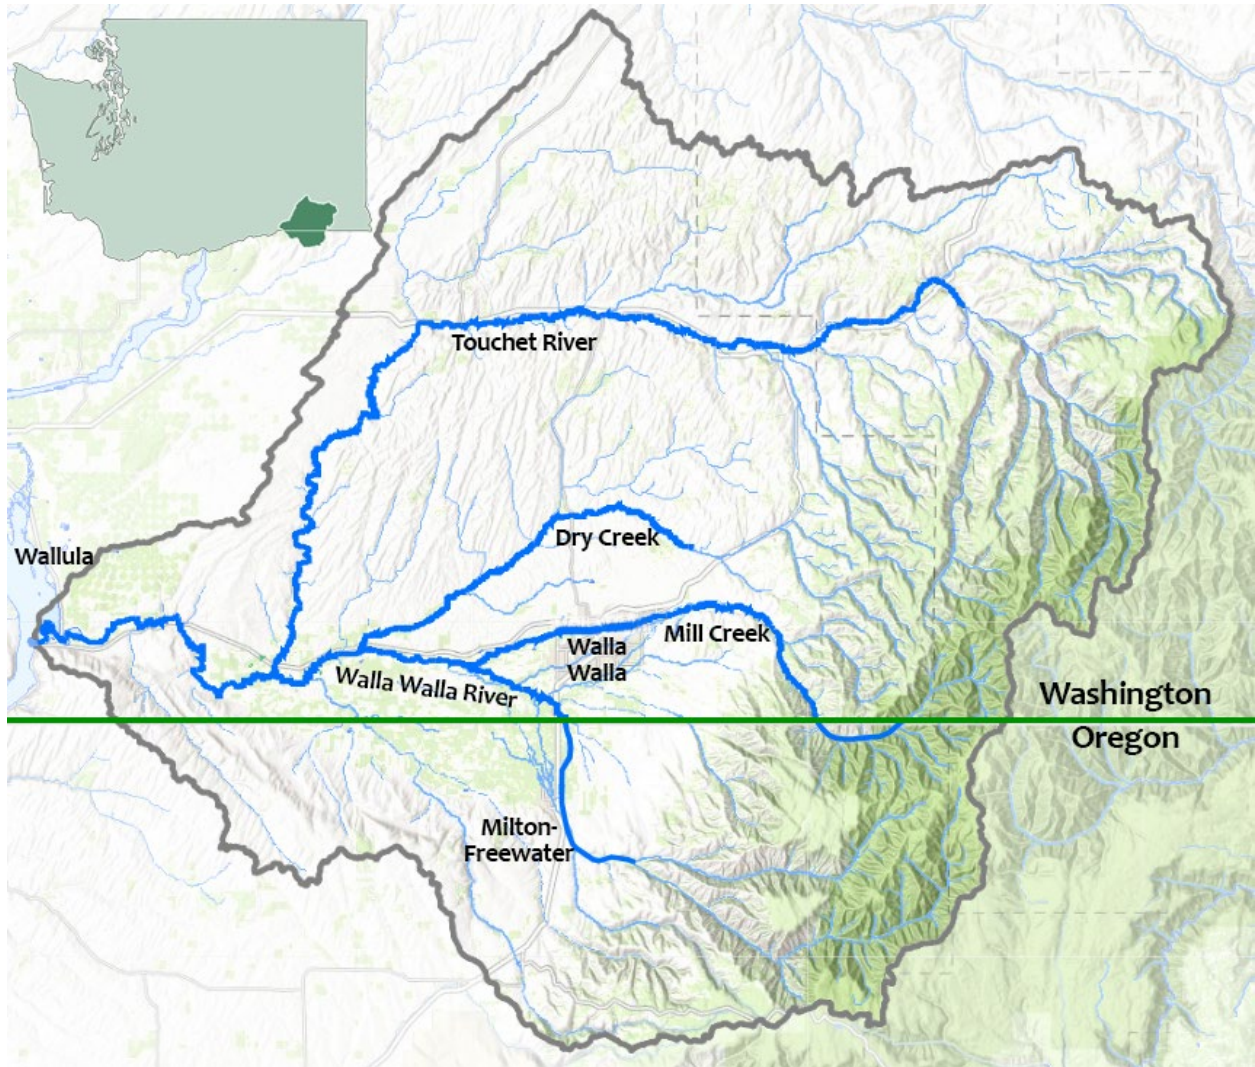 Touchet River
Wallula
Dry Creek
Walla
Walla
Mill Creek
Walla Walla River
Washington
Oregon
Milton-
Freewater